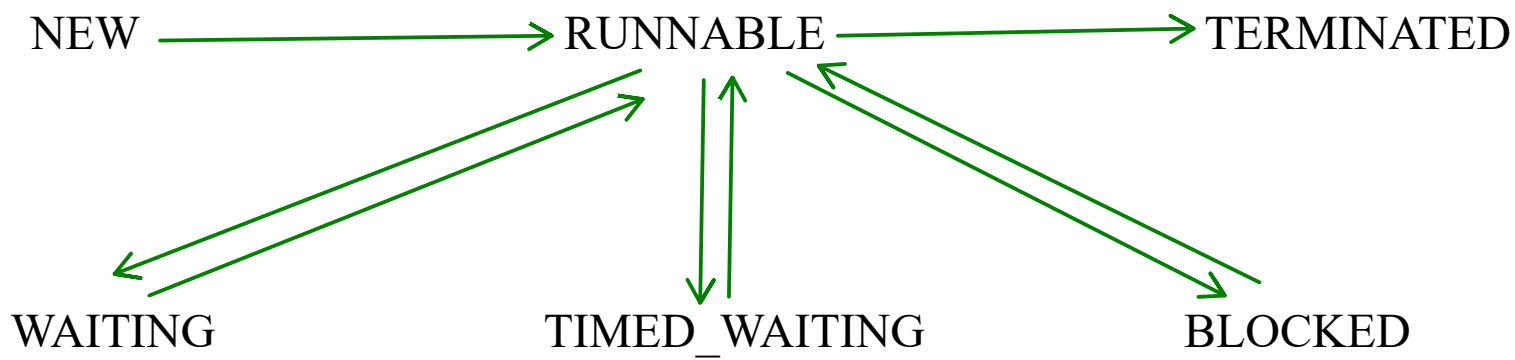 NEW RUNNABLE TERMINATED
WAITING TIMED_WAITING BLOCKED